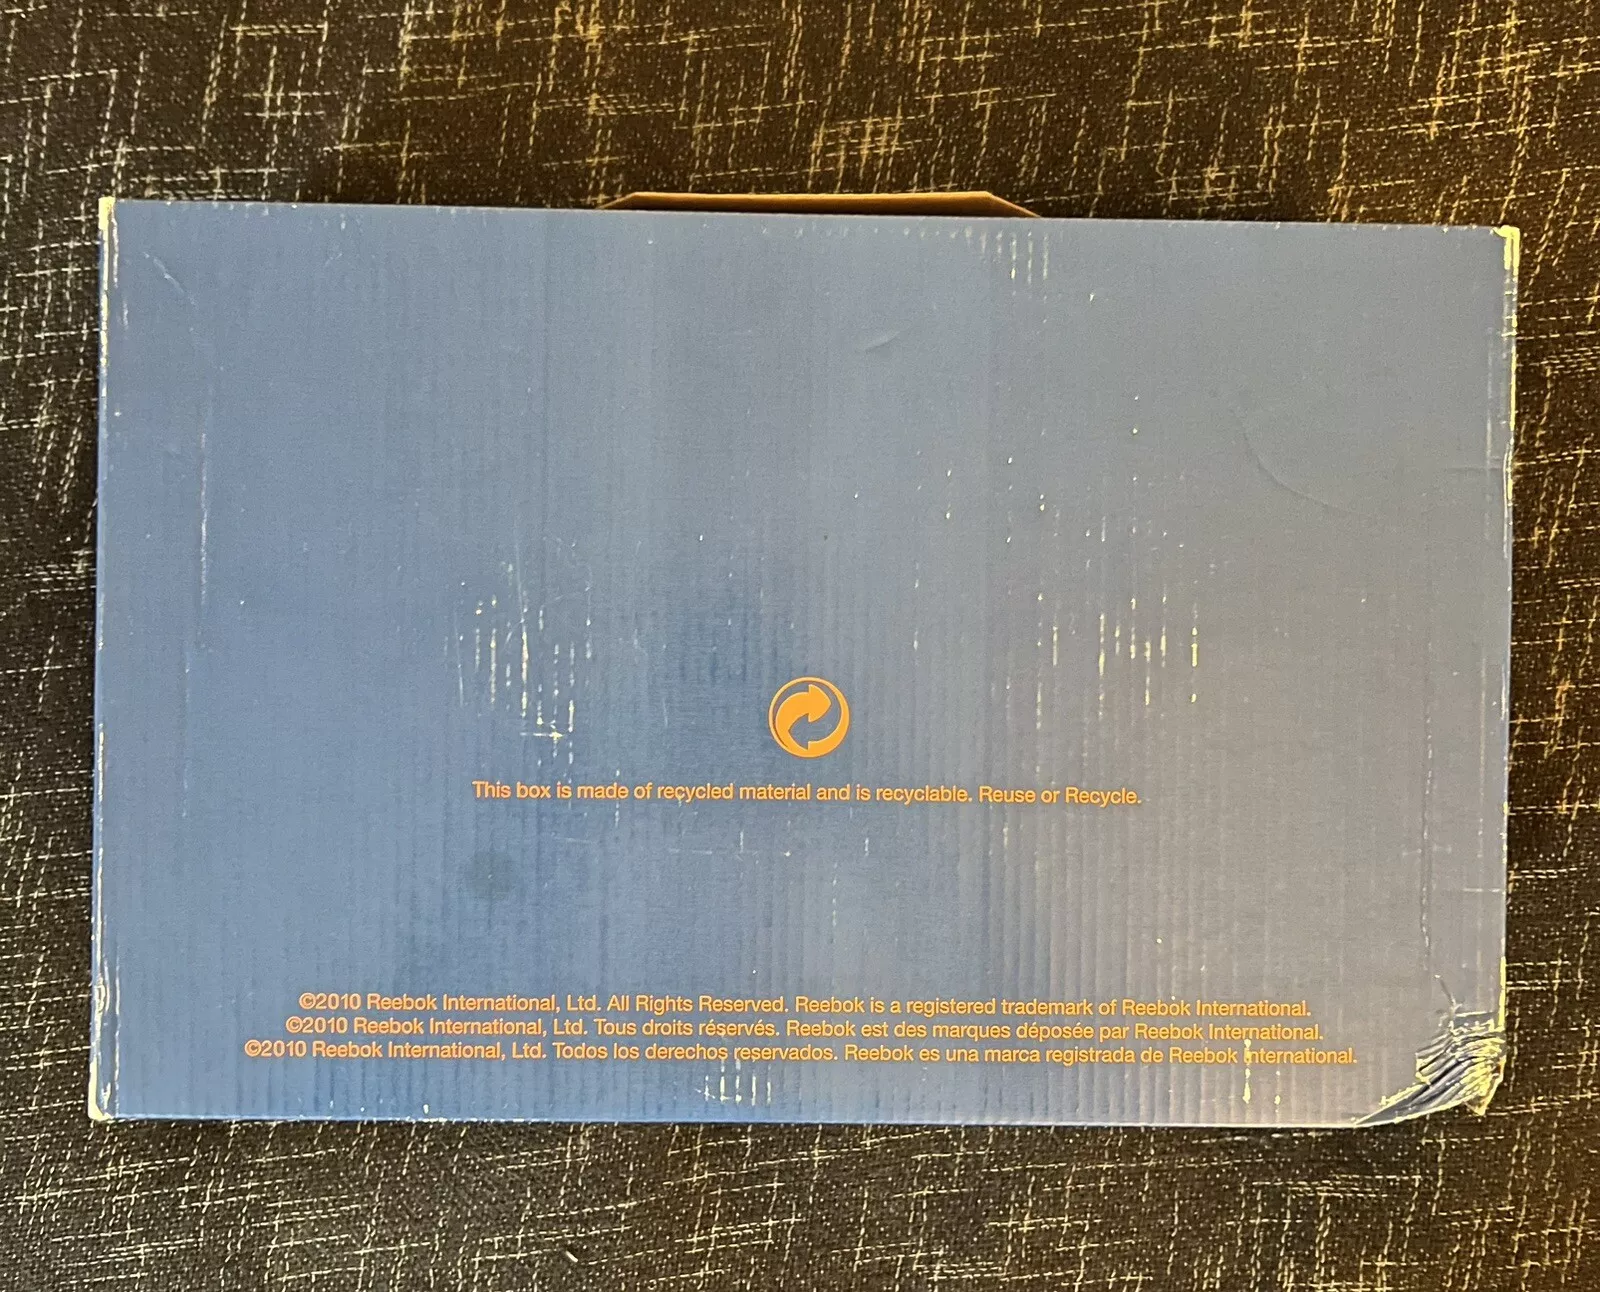 This box is made of recycled material and is recyclable. Reuse or Recycle.
©2010 Reebok International, Ltd. All Rights Reserved. Reebok is a registered trademark of Reebok International.
©2010 Reebok International, Ltd. Tous droits réservés. Reebok est des marques déposée par Reebok International.
©2010 Reebok International, Ltd. Todos los derechos reservados. Reebok es una marca registrada de Reebok International.